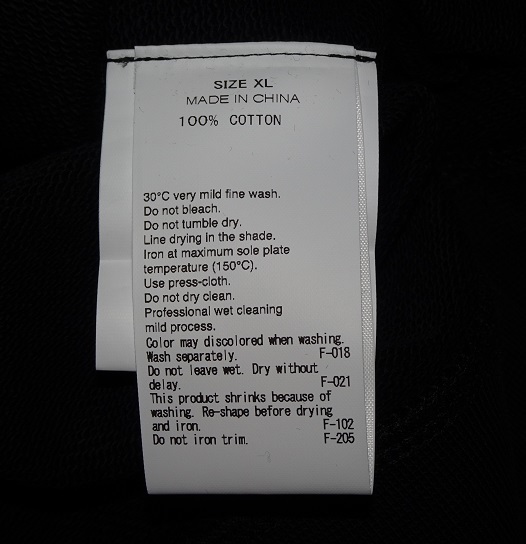 SIZE XL
MADE IN CHINA
100% COTTON
30°C very mild fine wash.
Do not bleach.
Do not tumble dry.
Line drying in the shade.
Iron at maximum sole plate
temperature (150°C).
Use press-cloth.
Do not dry clean.
Professional wet cleaning
mild process.
Color may discolored when washing.
Wash separately. F-018
Do not leave wet. Dry without
delay. F-021
This product shrinks because of
washing. Re-shape before drying
and iron. F-102
Do not iron trim. F-205